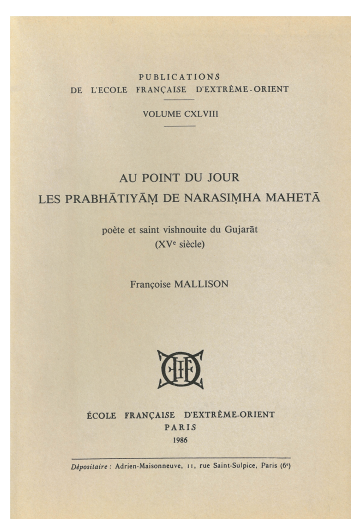 PUBLICATIONS
DE L'ECOLE FRANÇAISE D'EXTRÊME-ORIENT
VOLUME CXLVIII
AU POINT DU JOUR
LES PRABHĀTIYĀṂ DE NARASIṂHA MAHETĀ
poète et saint vishnouite du Gujarāt
(XVe siècle)
Françoise MALLISON
ÉCOLE FRANÇAISE D'EXTRÊME-ORIENT
PARIS
1986
Dépositaire : Adrien-Maisonneuve, 11, rue Saint-Sulpice, Paris (6e)